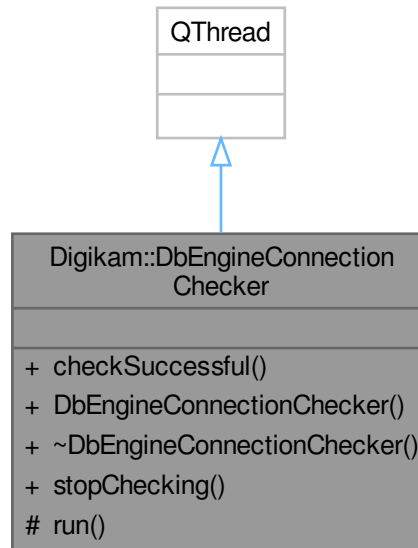 QThread
Digikam::DbEngineConnection
Checker
+ checkSuccessful()
+ DbEngineConnectionChecker()
+ ~DbEngineConnectionChecker()
+ stopChecking()
# run()